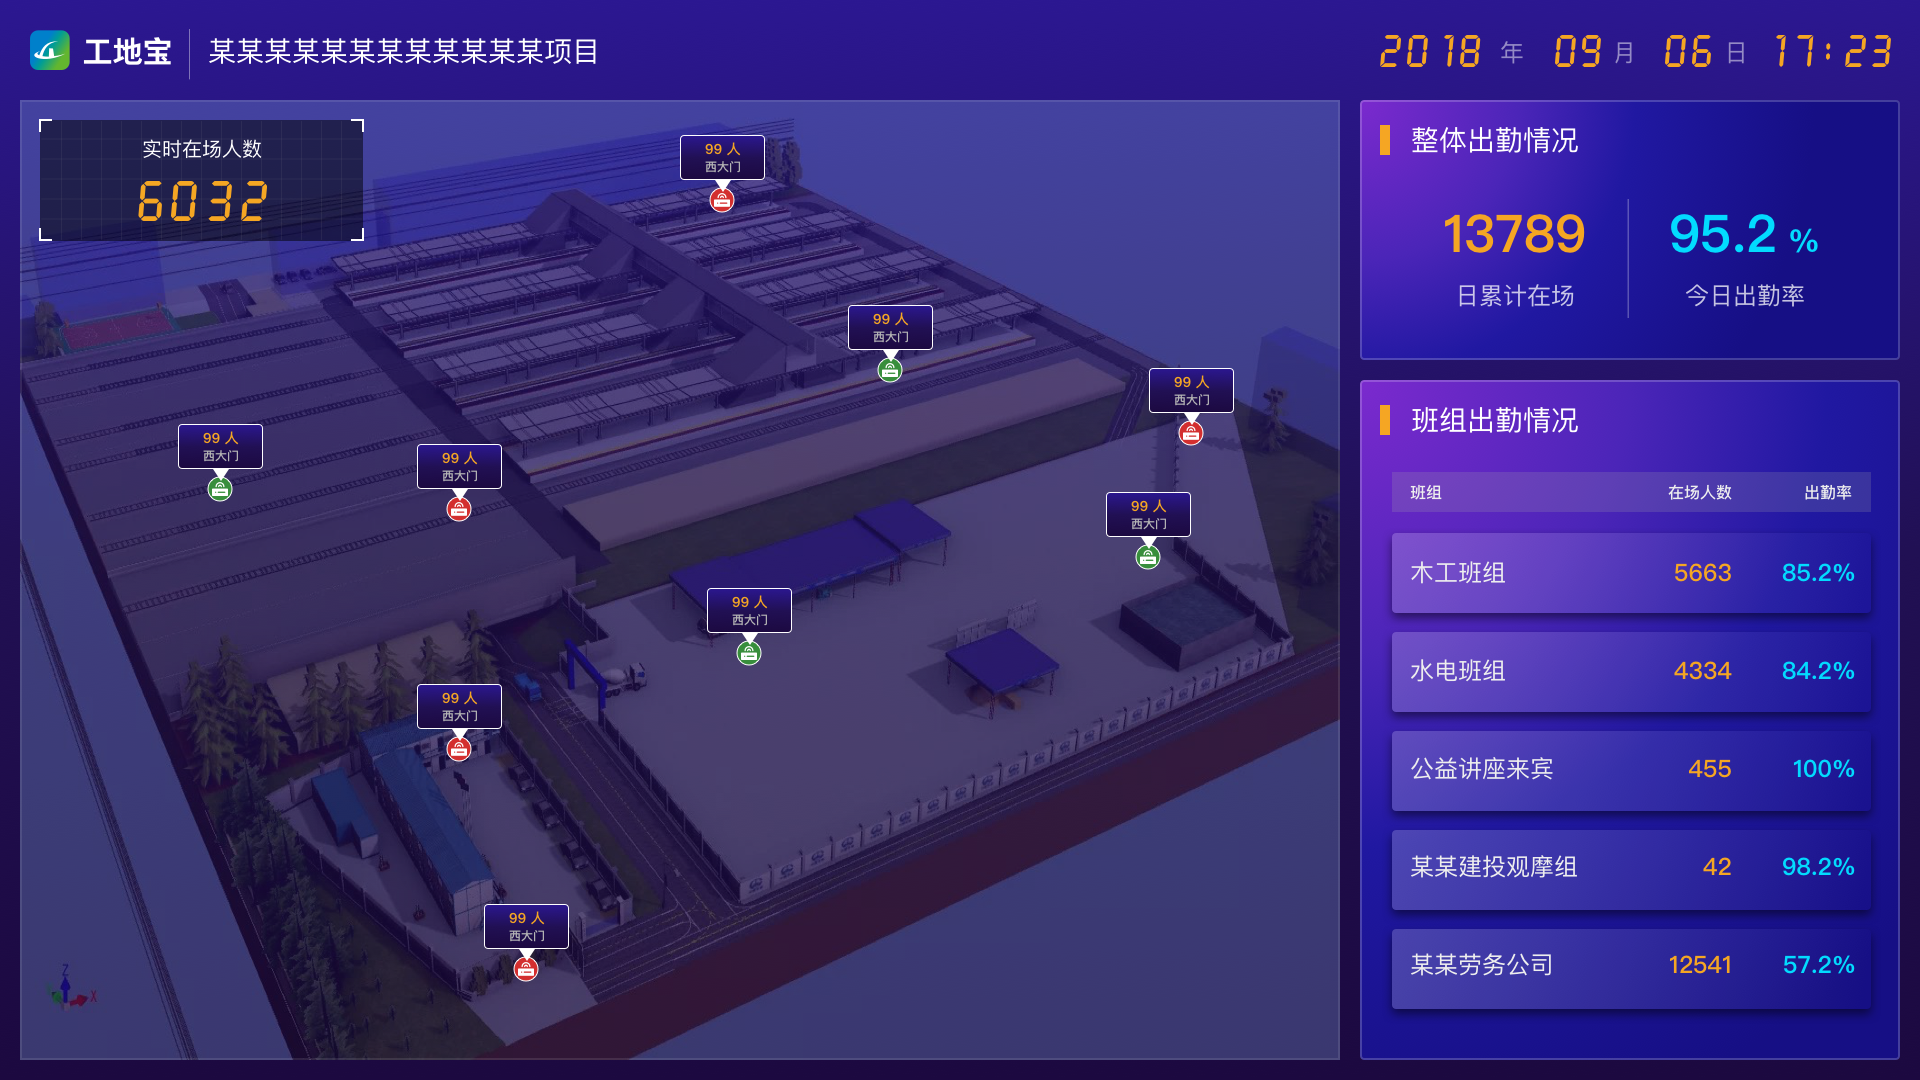 工地宝
某某某某某某某某某某某某项目
2018 年 09 月 06 日 17:23
实时在场人数
6032
99 人
西大门
99 人
西大门
99 人
西大门
99 人
西大门
99 人
西大门
99 人
西大门
99 人
西大门
99 人
西大门
99 人
西大门
Z
X
整体出勤情况
13789 95.2 %
日累计在场 今日出勤率
班组出勤情况
班组 在场人数 出勤率
木工班组 5663 85.2%
水电班组 4334 84.2%
公益讲座来宾 455 100%
某某建投观摩组 42 98.2%
某某劳务公司 12541 57.2%